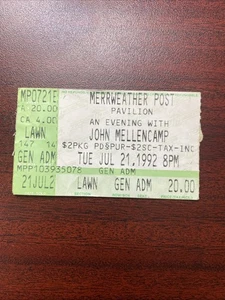 MP0721E
A 20.00
CA 4.00
LAWN
147 14
GEN ADM
MPP103935078
21JUL2
MERRWEATHER POST
PAVILION
AN EVENING WITH
JOHN MELLENCAMP
$2PKG PD&PUR-$2SC-TAX-INC
TUE JUL 21.1992 8PM
GEN ADM
LAWN GEN ADM 20.00